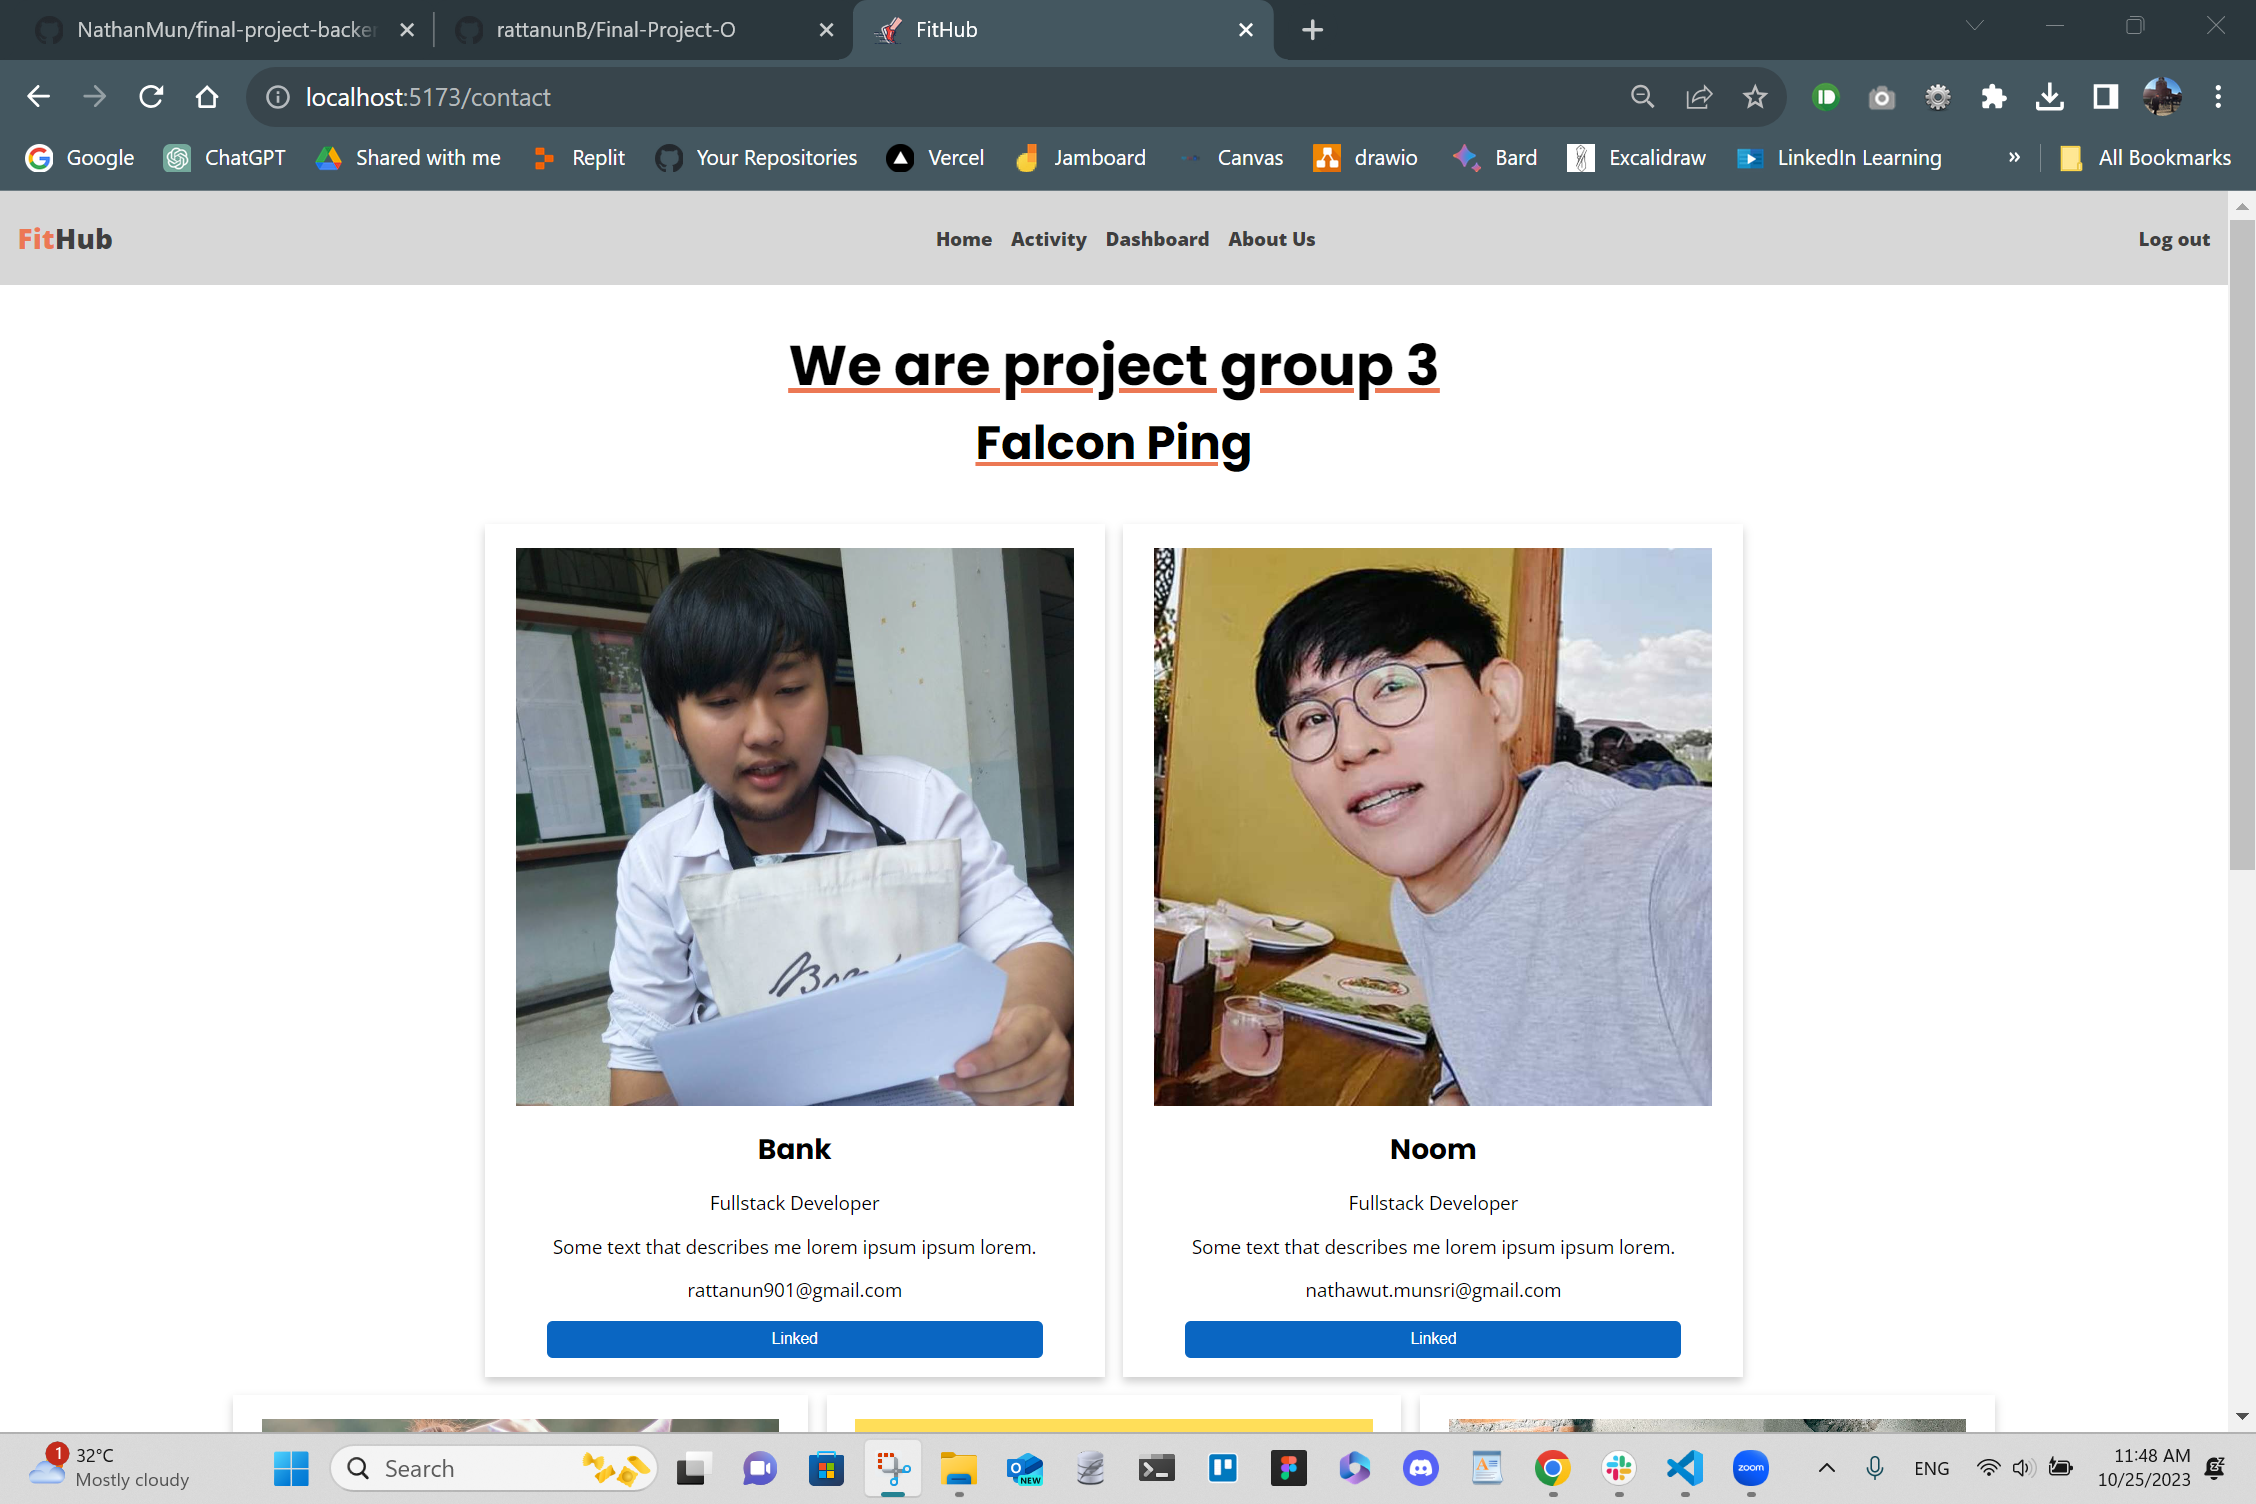 NathanMun/final-project-backen
rattanunB/Final-Project-O
FitHub
localhost:5173/contact
Google
ChatGPT
Shared with me
Replit
Your Repositories
Vercel
Jamboard
Canvas
drawio
Bard
Excalidraw
LinkedIn Learning
»
All Bookmarks
FitHub
Home Activity Dashboard About Us
Log out
We are project group 3
Falcon Ping
Bank
Fullstack Developer
Some text that describes me lorem ipsum ipsum lorem.
rattanun901@gmail.com
Linked
Noom
Fullstack Developer
Some text that describes me lorem ipsum ipsum lorem.
nathawut.munsri@gmail.com
Linked
1
32°C
Mostly cloudy
Search
NEW
zoom
ENG
11:48 AM
10/25/2023